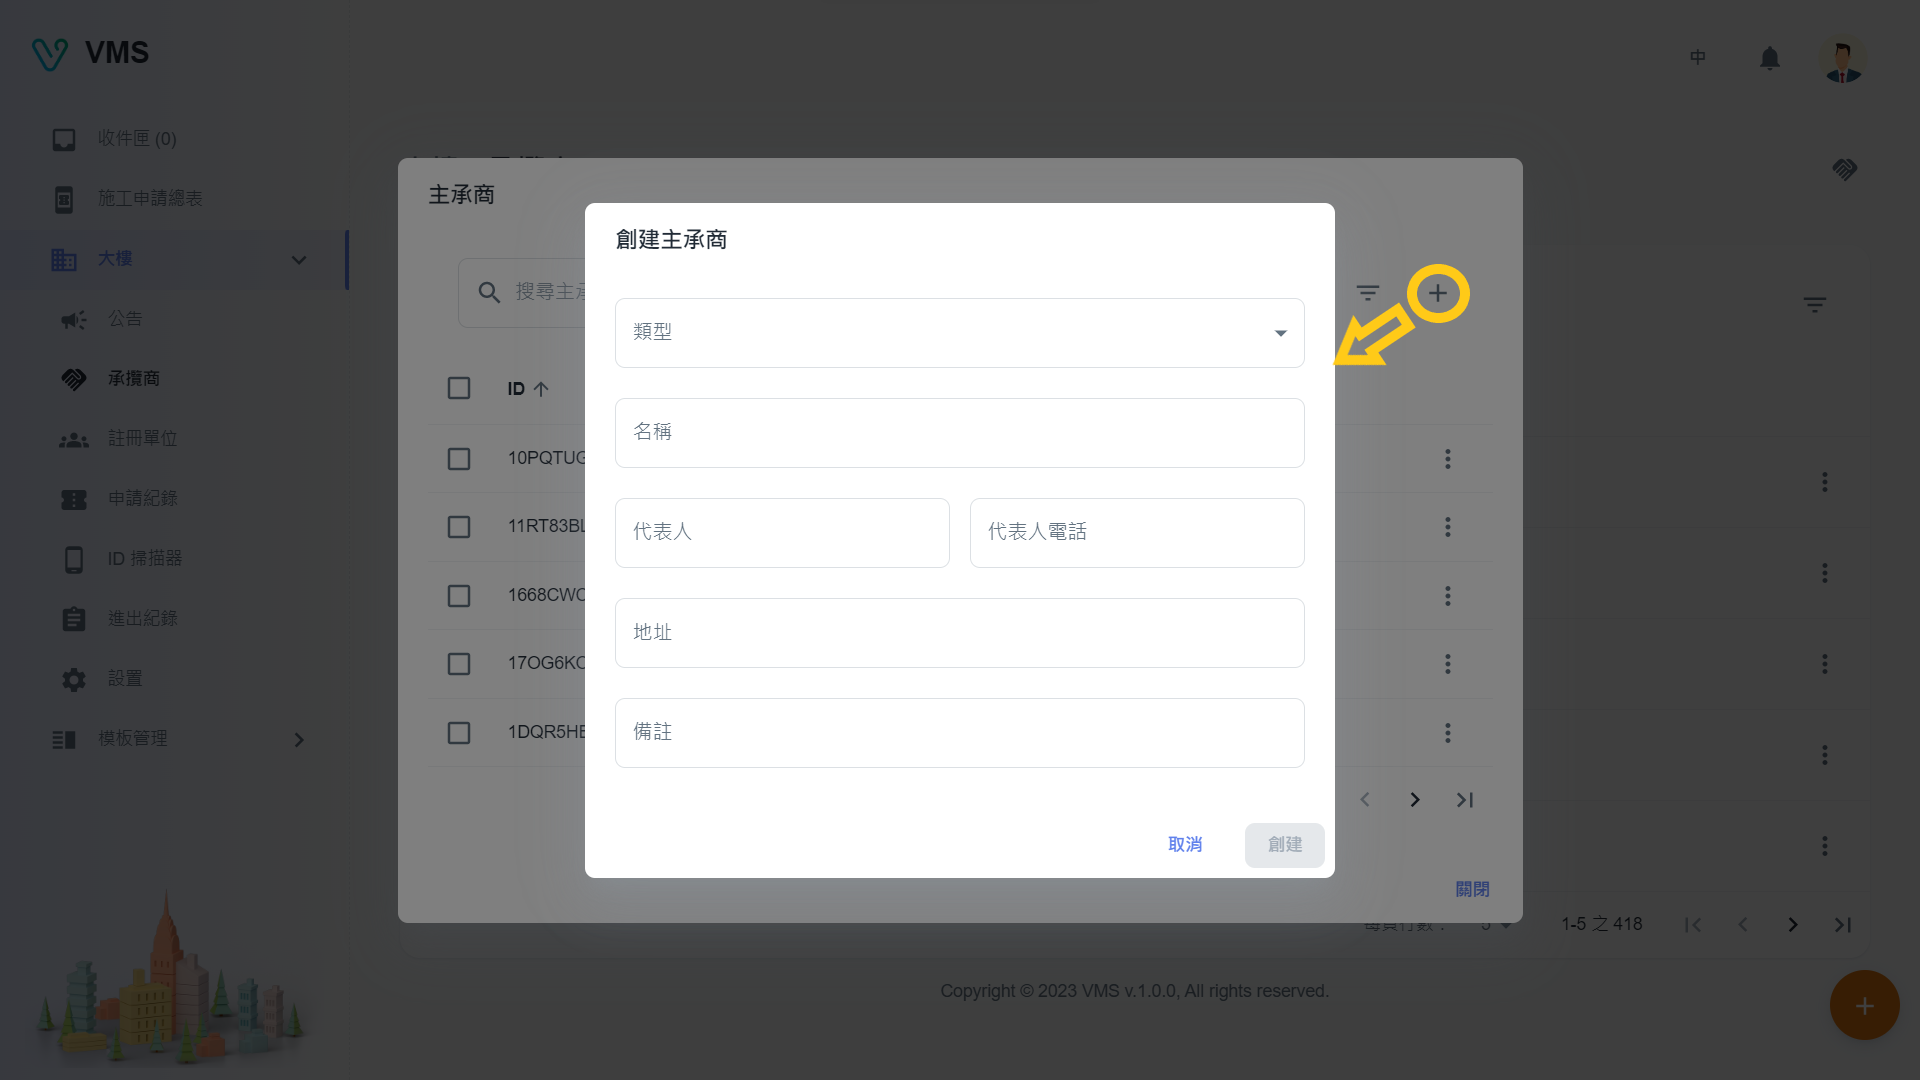 VMS
中
收件匣 (0)
施工申請總表
大樓
公告
承攬商
註冊單位
申請紀錄
ID 掃描器
進出紀錄
設置
模板管理
主承商
搜尋主承
ID
10PQTUG
11RT83BL
1668CWC
17OG6KC
1DQR5HE
創建主承商
類型
名稱
代表人
代表人電話
地址
備註
取消
創建
關閉
每頁行數： 5
1-5 之 418
Copyright © 2023 VMS v.1.0.0, All rights reserved.